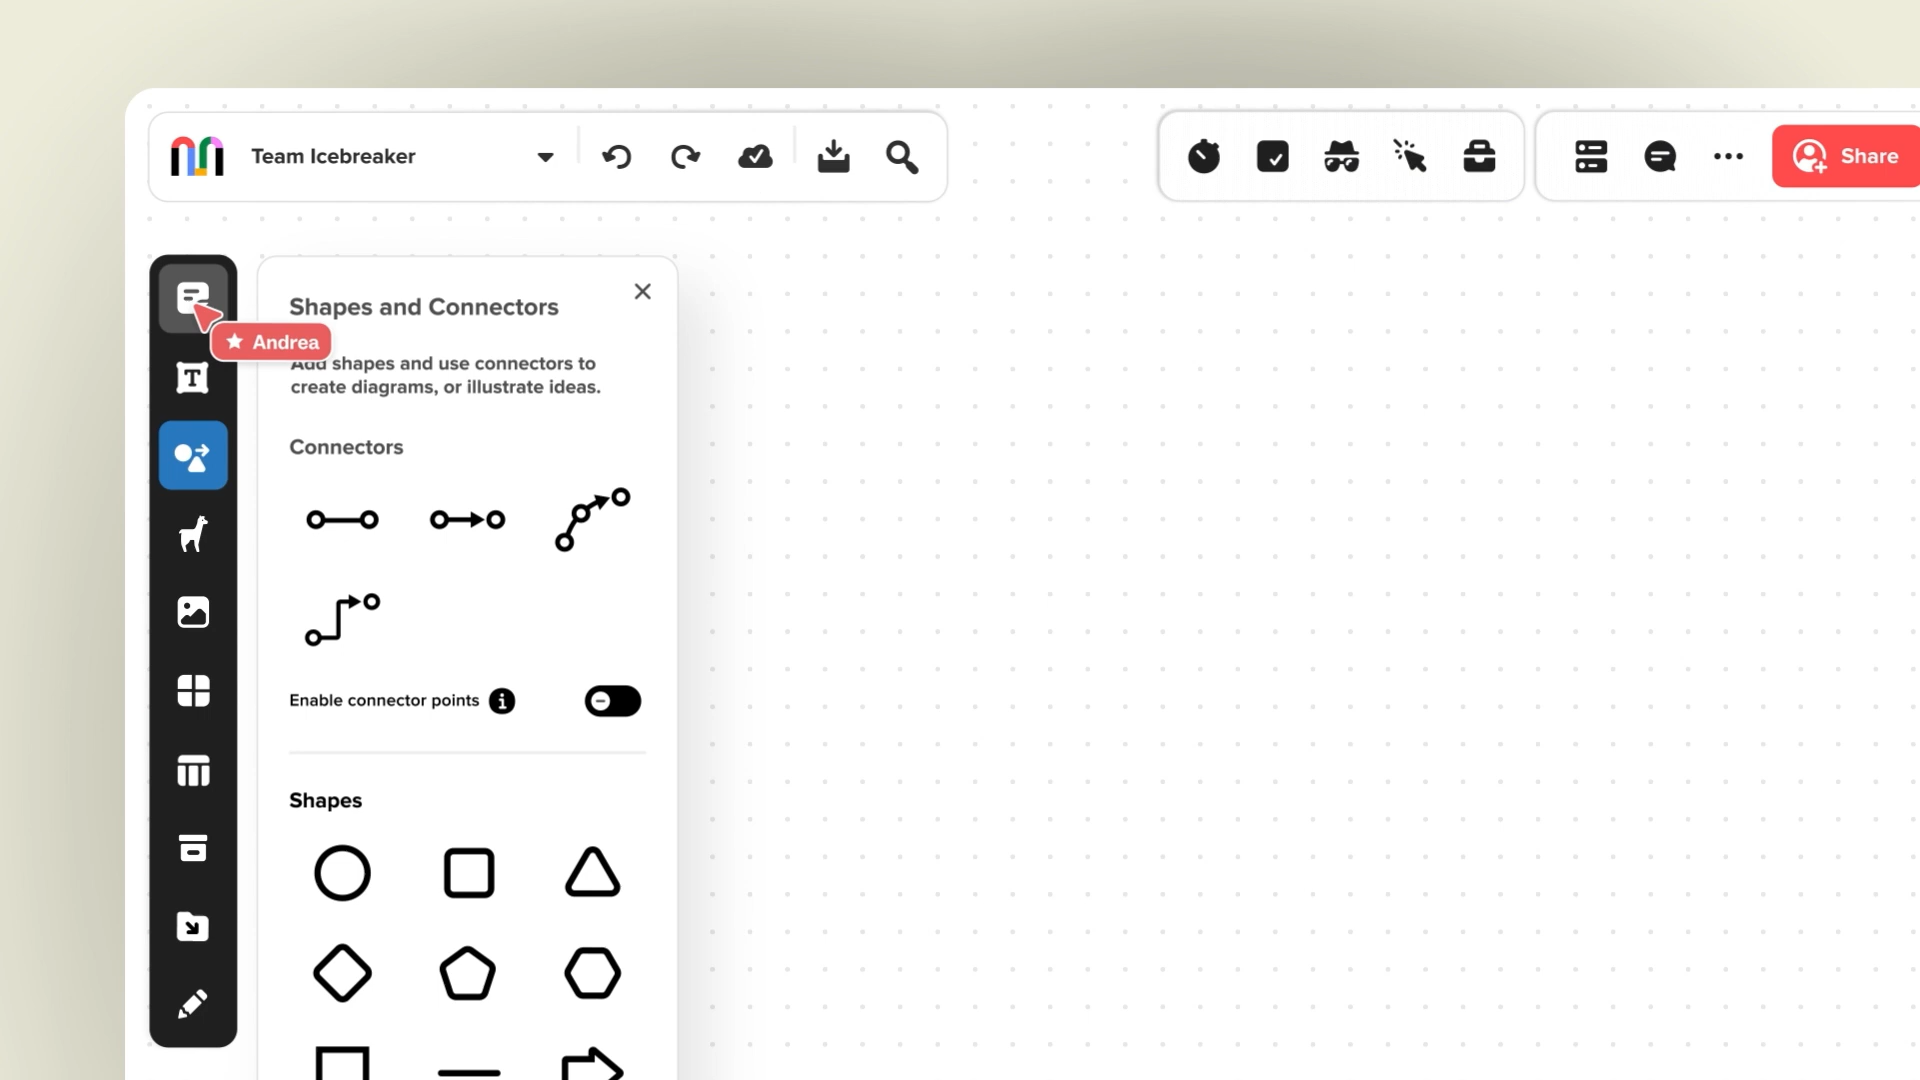 Team Icebreaker
Share
Shapes and Connectors
Andrea
Add shapes and use connectors to
create diagrams, or illustrate ideas.
Connectors
Enable connector points
Shapes